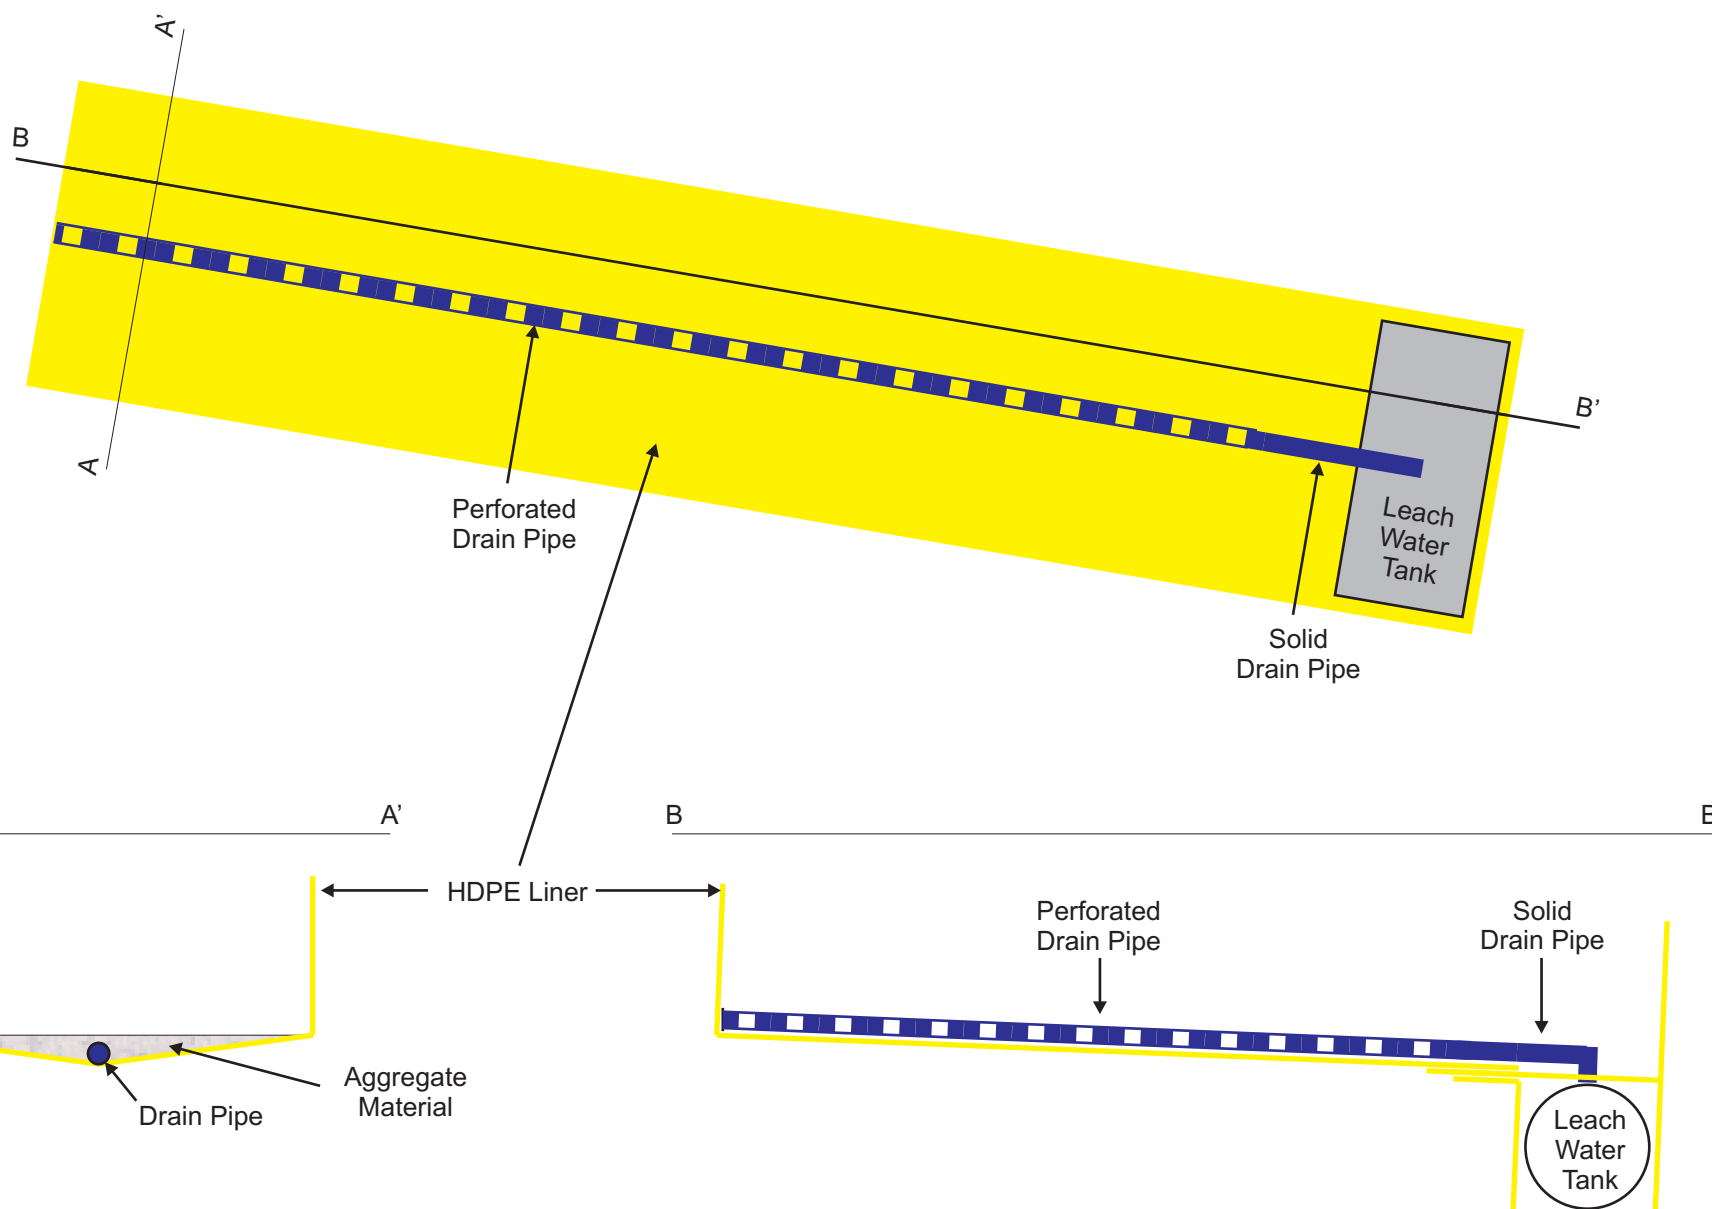 A'
B
B'
A
Perforated
Drain Pipe
Leach
Water
Tank
Solid
Drain Pipe
A'
B
B
HDPE Liner
Perforated
Drain Pipe
Solid
Drain Pipe
Aggregate
Material
Drain Pipe
Leach
Water
Tank